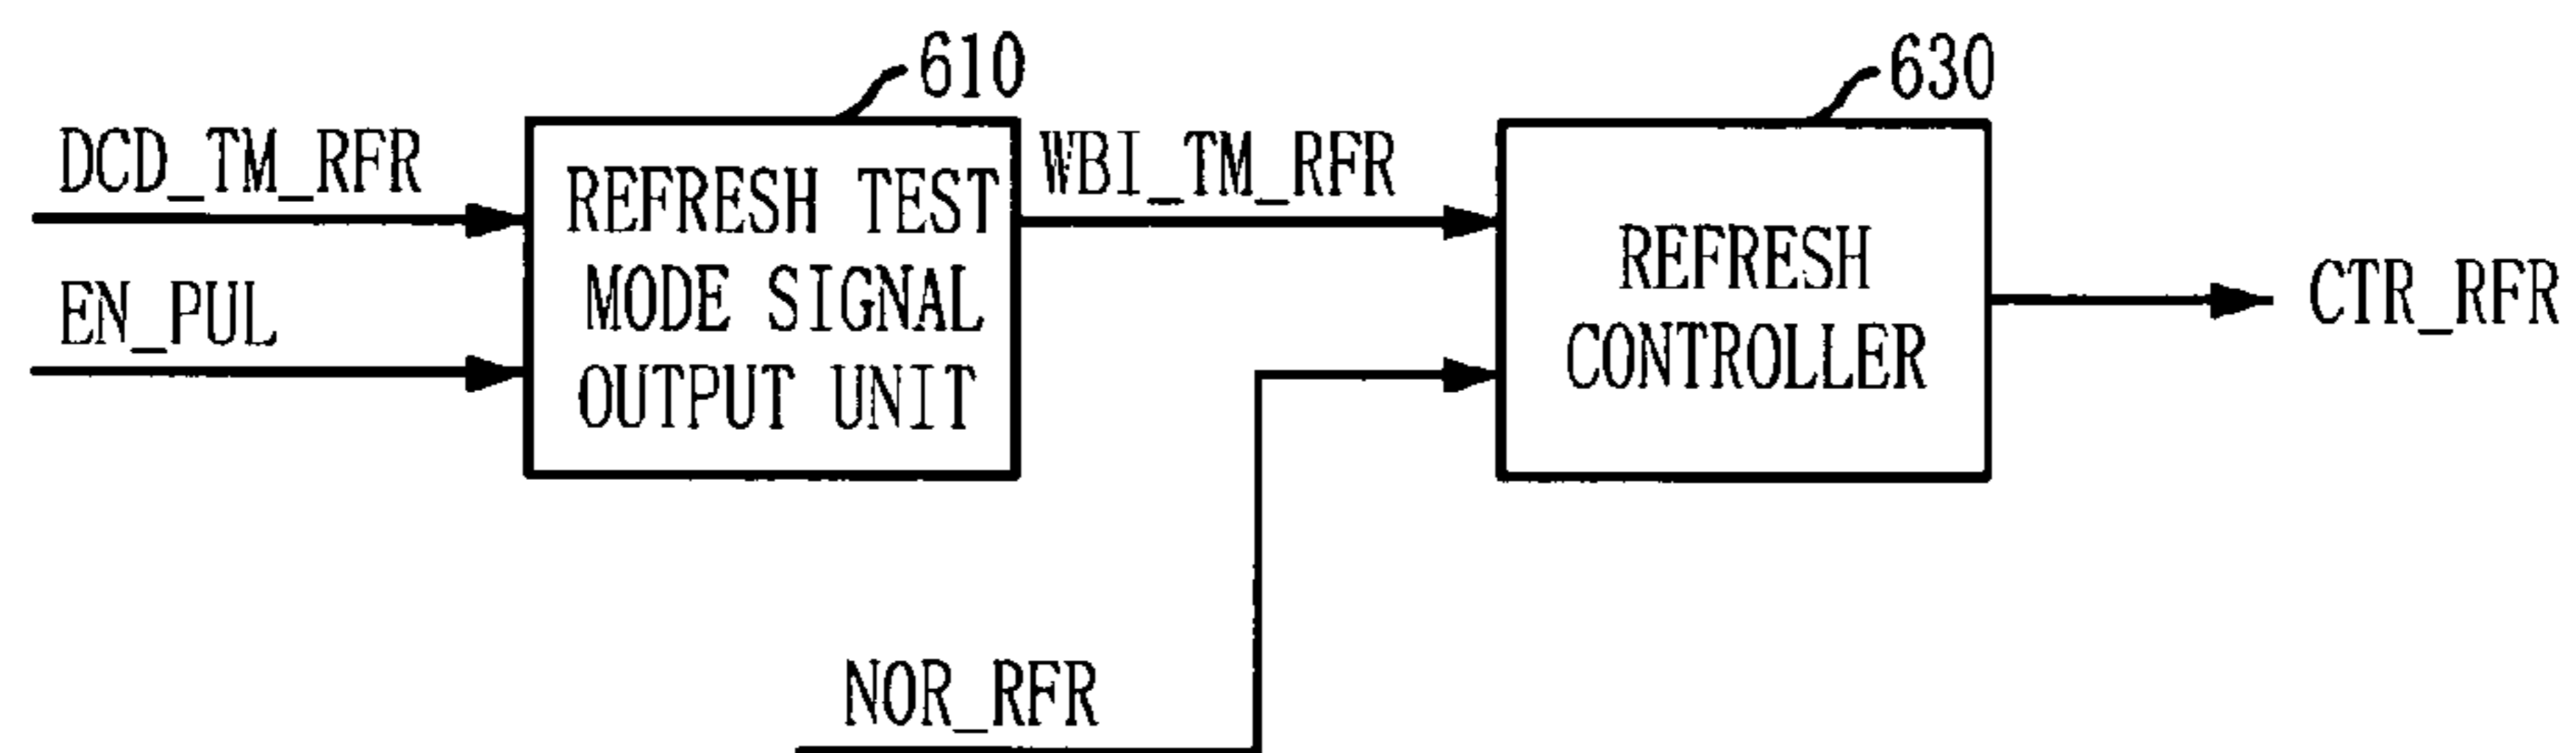 610
630
DCD_TM_RFR
EN_PUL
REFRESH TEST
MODE SIGNAL
OUTPUT UNIT
WBI_TM_RFR
REFRESH
CONTROLLER
CTR_RFR
NOR_RFR